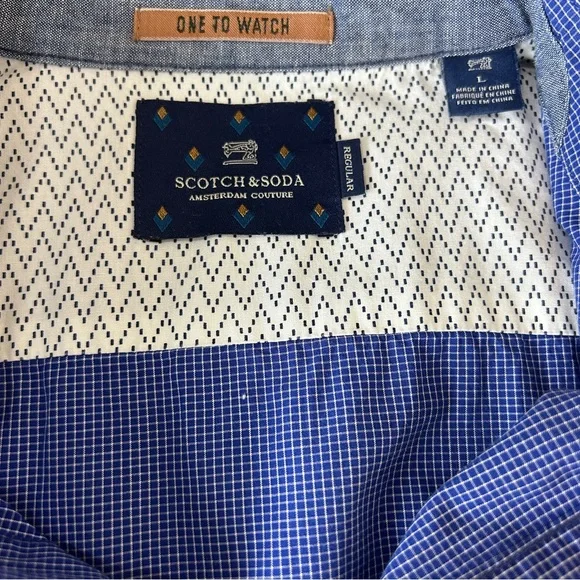 ONE TO WATCH
L
MADE IN CHINA
FABRIQUÉ EN CHINE
FEITO EM CHINA
SCOTCH & SODA
AMSTERDAM COUTURE
REGULAR